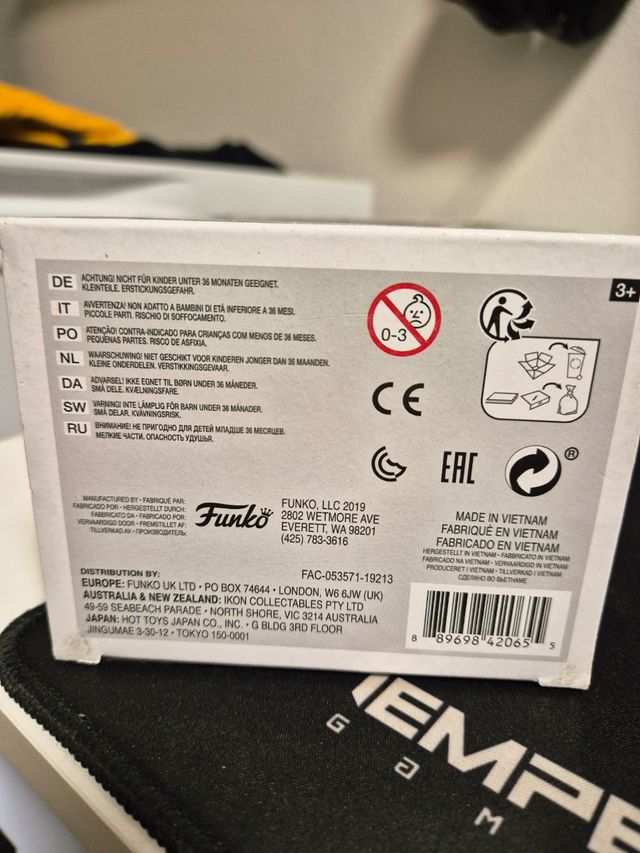 DE ACHTUNG! NICHT FÜR KINDER UNTER 36 MONATEN GEEIGNET.
KLEINTEILE. ERSTICKUNGSGEFAHR.
IT AVVERTENZA! NON ADATTO A BAMBINI DI ETÀ INFERIORE A 36 MESI.
PICCOLE PARTI. RISCHIO DI SOFFOCAMENTO.
PO ATENÇÃO! CONTRA-INDICADO PARA CRIANÇAS COM MENOS DE 36 MESES.
PEQUENAS PARTES. RISCO DE ASFIXIA.
NL WAARSCHUWING! NIET GESCHIKT VOOR KINDEREN JONGER DAN 36 MAANDEN.
KLEINE ONDERDELEN. VERSTIKKINGSGEVAAR.
DA ADVARSEL! IKKE EGNET TIL BØRN UNDER 36 MÅNEDER.
SMÅ DELE. KVÆLNINGSFARE.
SW VARNING! INTE LÄMPLIG FÖR BARN UNDER 36 MÅNADER.
SMÅ DELAR. KVÄVNINGSRISK.
RU ВНИМАНИЕ! НЕ ПРИГОДНО ДЛЯ ДЕТЕЙ МЛАДШЕ 36 МЕСЯЦЕВ.
МЕЛКИЕ ЧАСТИ. ОПАСНОСТЬ УДУШЬЯ.
0-3
3+
CE
EAC
®
MANUFACTURED BY • FABRIQUÉ PAR:
FABRICADO POR • HERGESTELLT DURCH:
FABBRICATO DA • FABRICADO POR:
VERVAARDIGD DOOR • FREMSTILLET AF:
TILLVERKAD AV • ПРОИЗВОДИТЕЛЬ:
Funko
FUNKO, LLC 2019
2802 WETMORE AVE
EVERETT, WA 98201
(425) 783-3616
MADE IN VIETNAM
FABRIQUÉ EN VIETNAM
FABRICADO EN VIETNAM
HERGESTELLT IN VIETNAM • FABBRICATO IN VIETNAM
FABRICADO NA VIETNAM • VERVAARDIGD IN VIETNAM
PRODUCERET I VIETNAM • TILLVERKAD I VIETNAM
СДЕЛАНО ВО ВЬЕТНАМЕ
FAC-053571-19213
DISTRIBUTION BY:
EUROPE: FUNKO UK LTD • PO BOX 74644 • LONDON, W6 6JW (UK)
AUSTRALIA & NEW ZEALAND: IKON COLLECTABLES PTY LTD
49-59 SEABEACH PARADE • NORTH SHORE, VIC 3214 AUSTRALIA
JAPAN: HOT TOYS JAPAN CO., INC. • G BLDG 3RD FLOOR
JINGUMAE 3-30-12 • TOKYO 150-0001
8 89698 42065 5
EMPE
GAM